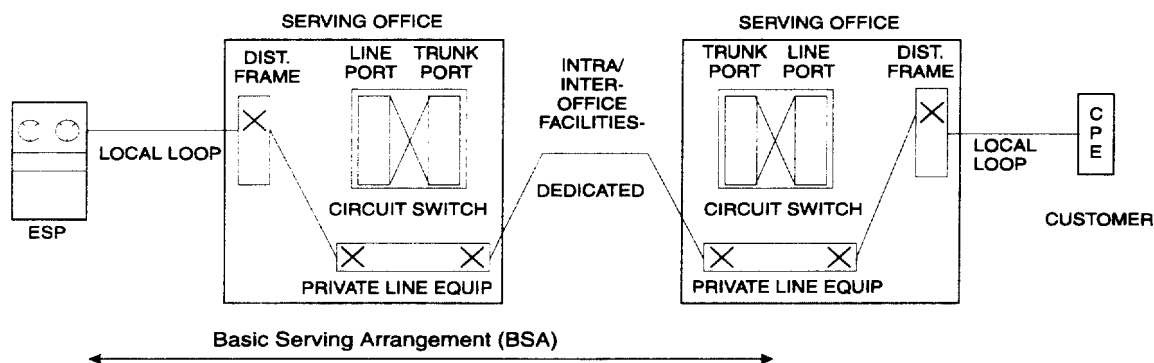 SERVING OFFICE
DIST.
FRAME
LINE
PORT
TRUNK
PORT
CIRCUIT SWITCH
PRIVATE LINE EQUIP
ESP
LOCAL LOOP
INTRA/
INTER-
OFFICE
FACILITIES-
DEDICATED
SERVING OFFICE
TRUNK
PORT
LINE
PORT
DIST.
FRAME
CIRCUIT SWITCH
PRIVATE LINE EQUIP
LOCAL
LOOP
C
P
E
CUSTOMER
Basic Serving Arrangement (BSA)